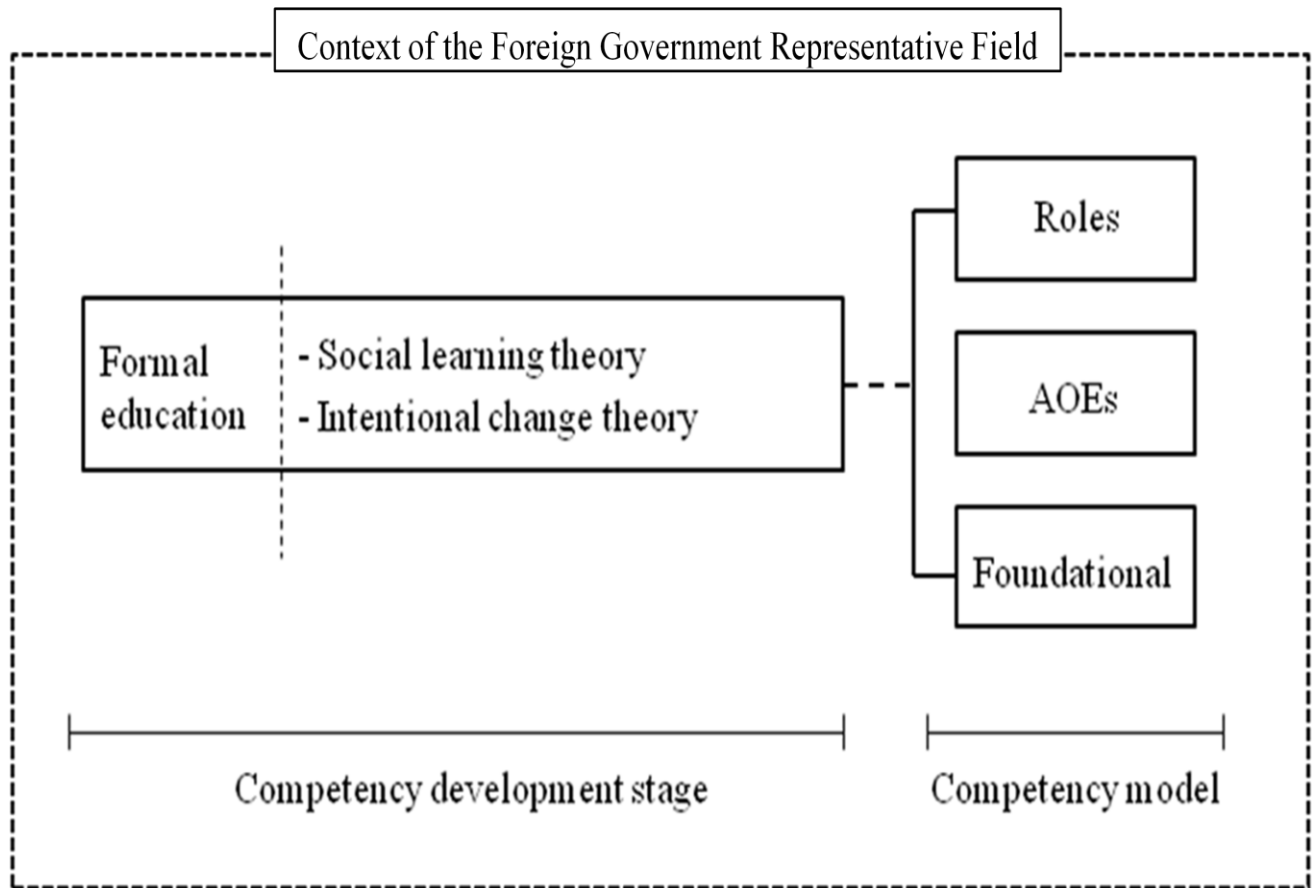 Context of the Foreign Government Representative Field
Formal
education
- Social learning theory
- Intentional change theory
Roles
AOEs
Foundational
Competency development stage
Competency model